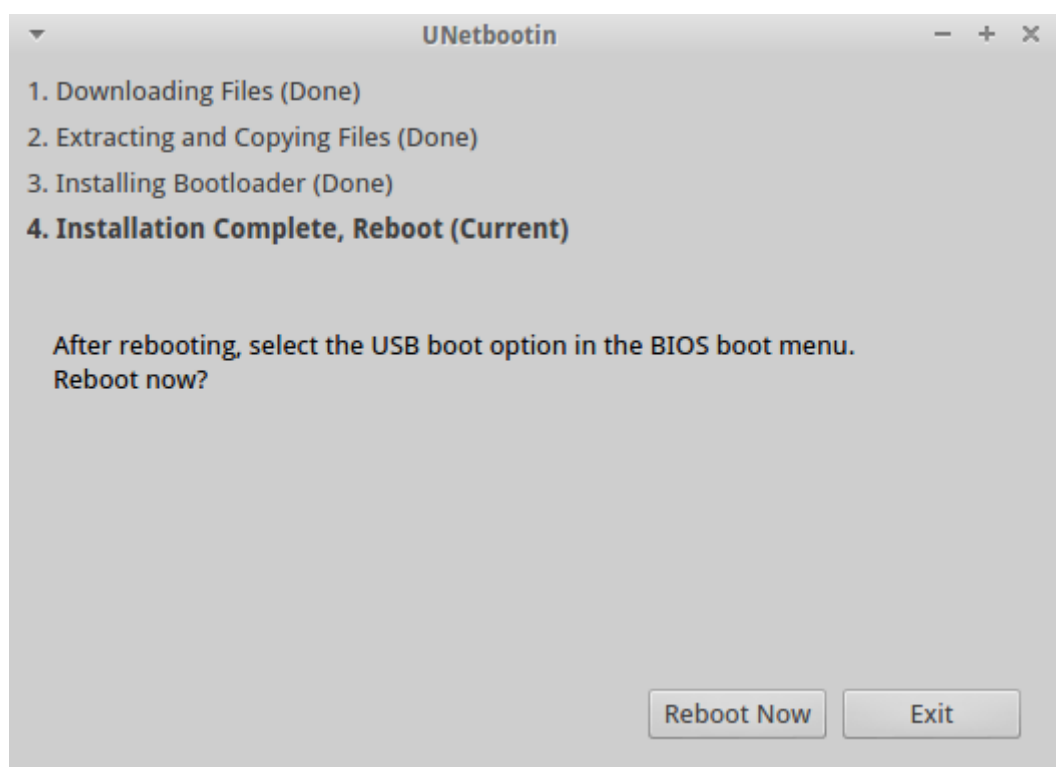 UNetbootin
1. Downloading Files (Done)
2. Extracting and Copying Files (Done)
3. Installing Bootloader (Done)
4. Installation Complete, Reboot (Current)
After rebooting, select the USB boot option in the BIOS boot menu.
Reboot now?
Reboot Now
Exit